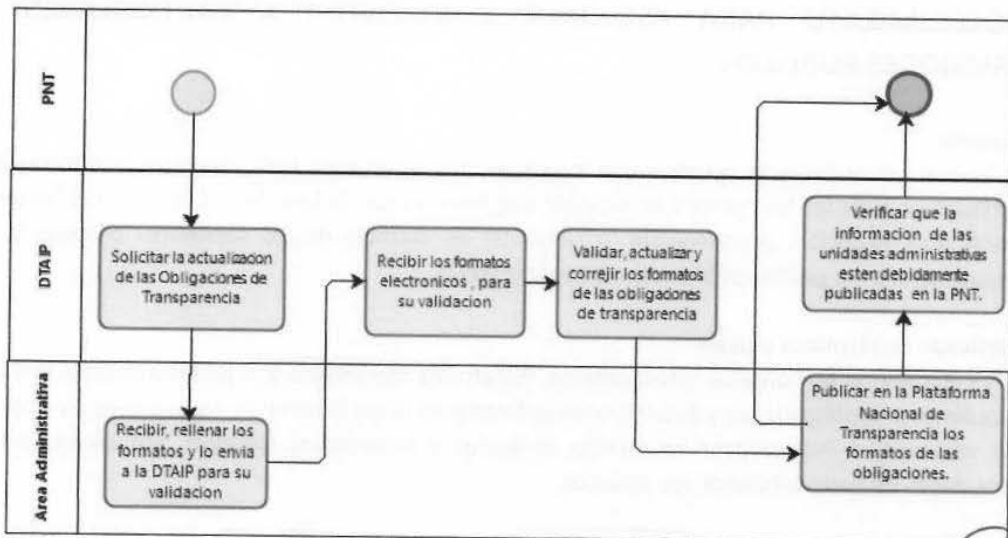 PNT
DTAIP
Solicitar la actualizacion
de las Obligaciones de
Transparencia
Recibir los formatos
electronicos , para
su validacion
Validar, actualizar y
correjir los formatos
de las obligaciones
de transparencia
Verificar que la
informacion de las
unidades administrativas
esten debidamente
publicadas en la PNT.
Area Administrativa
Recibir, rellenar los
formatos y lo envia
a la DTAIP para su
validacion
Publicar en la Plataforma
Nacional de
Transparencia los
formatos de las
obligaciones.